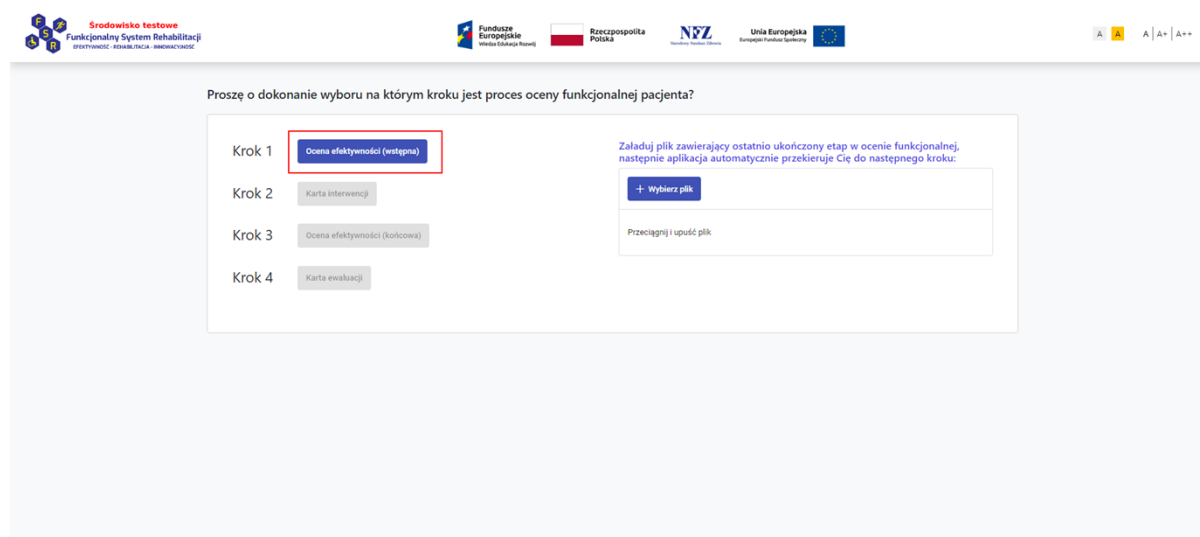 F
S
R
Środowisko testowe
Funkcjonalny System Rehabilitacji
EFEKTYWNOŚĆ - REHABILITACJA - INNOWACYJNOŚĆ
Fundusze
Europejskie
Wiedza Edukacja Rozwój
Rzeczpospolita
Polska
NFZ
Narodowy Fundusz Zdrowia
Unia Europejska
Europejski Fundusz Społeczny
A A A A+ A++
Proszę o dokonanie wyboru na którym kroku jest proces oceny funkcjonalnej pacjenta?
Krok 1 Ocena efektywności (wstępna)
Krok 2 Karta interwencji
Krok 3 Ocena efektywności (końcowa)
Krok 4 Karta ewaluacji
Załaduj plik zawierający ostatnio ukończony etap w ocenie funkcjonalnej,
następnie aplikacja automatycznie przekieruje Cię do następnego kroku:
+ Wybierz plik
Przeciągnij i upuść plik